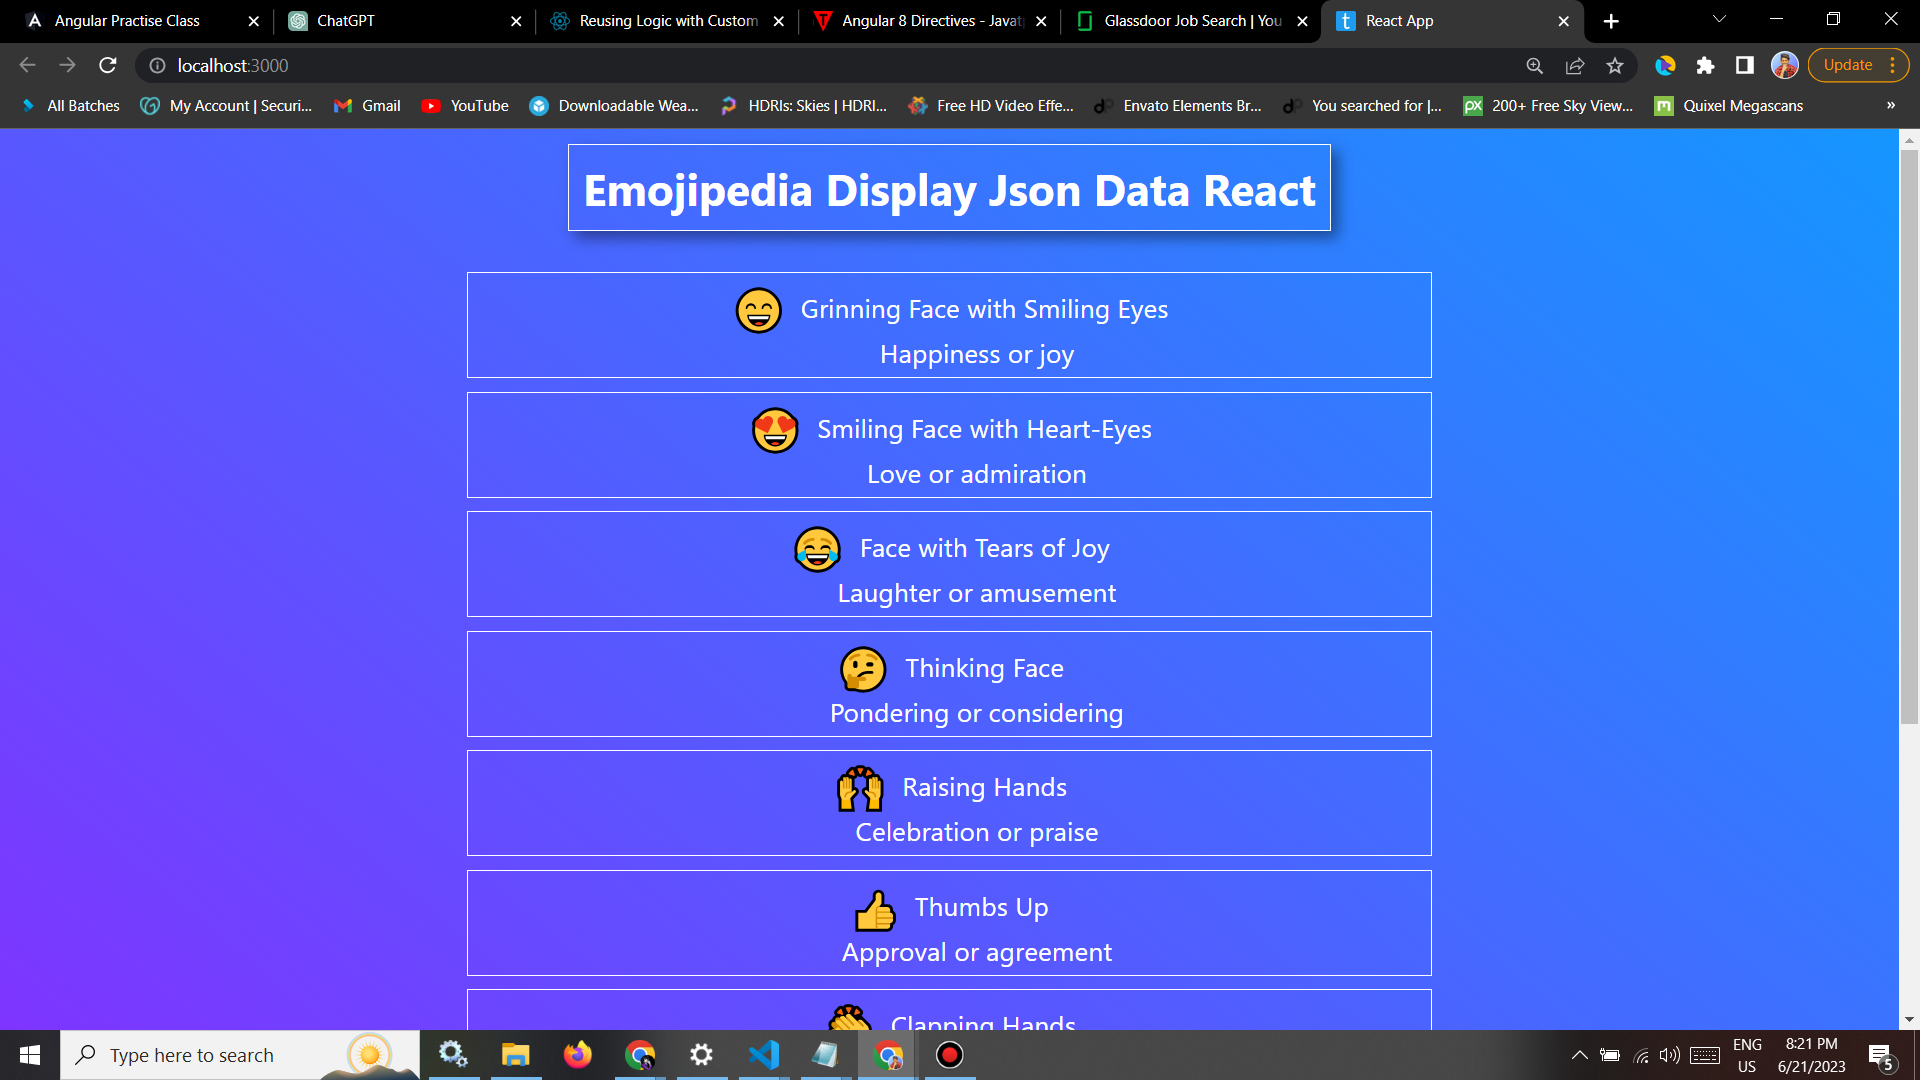 Angular Practise Class
ChatGPT
Reusing Logic with Custom
Angular 8 Directives - Javat
Glassdoor Job Search | You
React App
localhost:3000
Update
All Batches
My Account | Securi...
Gmail
YouTube
Downloadable Wea...
HDRIs: Skies | HDRI...
Free HD Video Effe...
Envato Elements Br...
You searched for |...
200+ Free Sky View...
Quixel Megascans
»
Emojipedia Display Json Data React
Grinning Face with Smiling Eyes
Happiness or joy
Smiling Face with Heart-Eyes
Love or admiration
Face with Tears of Joy
Laughter or amusement
Thinking Face
Pondering or considering
Raising Hands
Celebration or praise
Thumbs Up
Approval or agreement
Clapping Hands
Type here to search
ENG
US
8:21 PM
6/21/2023
5